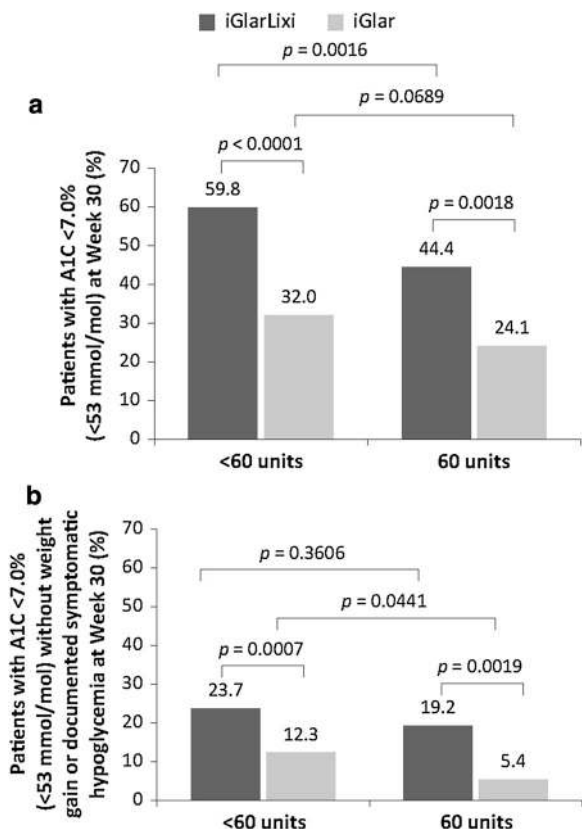 iGlarLixi iGlar
p = 0.0016
a
p = 0.0689
p < 0.0001
p = 0.0018
Patients with A1C <7.0%
(<53 mmol/mol) at Week 30 (%)
70
60
50
40
30
20
10
0
59.8
32.0
44.4
24.1
<60 units
60 units
b
p = 0.3606
p = 0.0441
p = 0.0007
p = 0.0019
Patients with A1C <7.0%
(<53 mmol/mol) without weight
gain or documented symptomatic
hypoglycemia at Week 30 (%)
70
60
50
40
30
20
10
0
23.7
12.3
19.2
5.4
<60 units
60 units